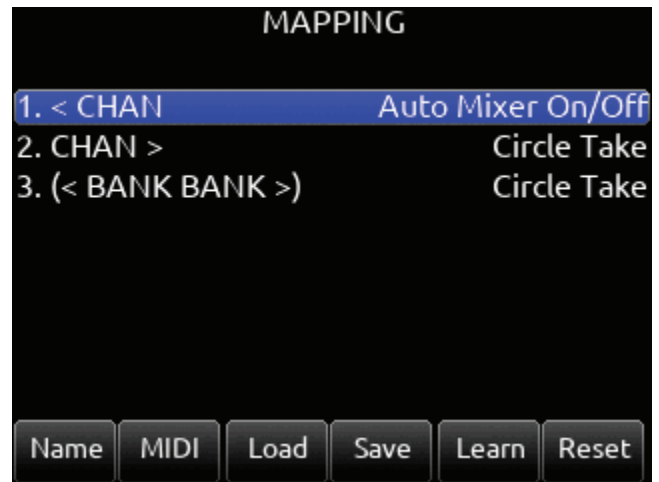 MAPPING
1. < CHAN Auto Mixer On/Off
2. CHAN > Circle Take
3. (< BANK BANK >) Circle Take
Name MIDI Load Save Learn Reset